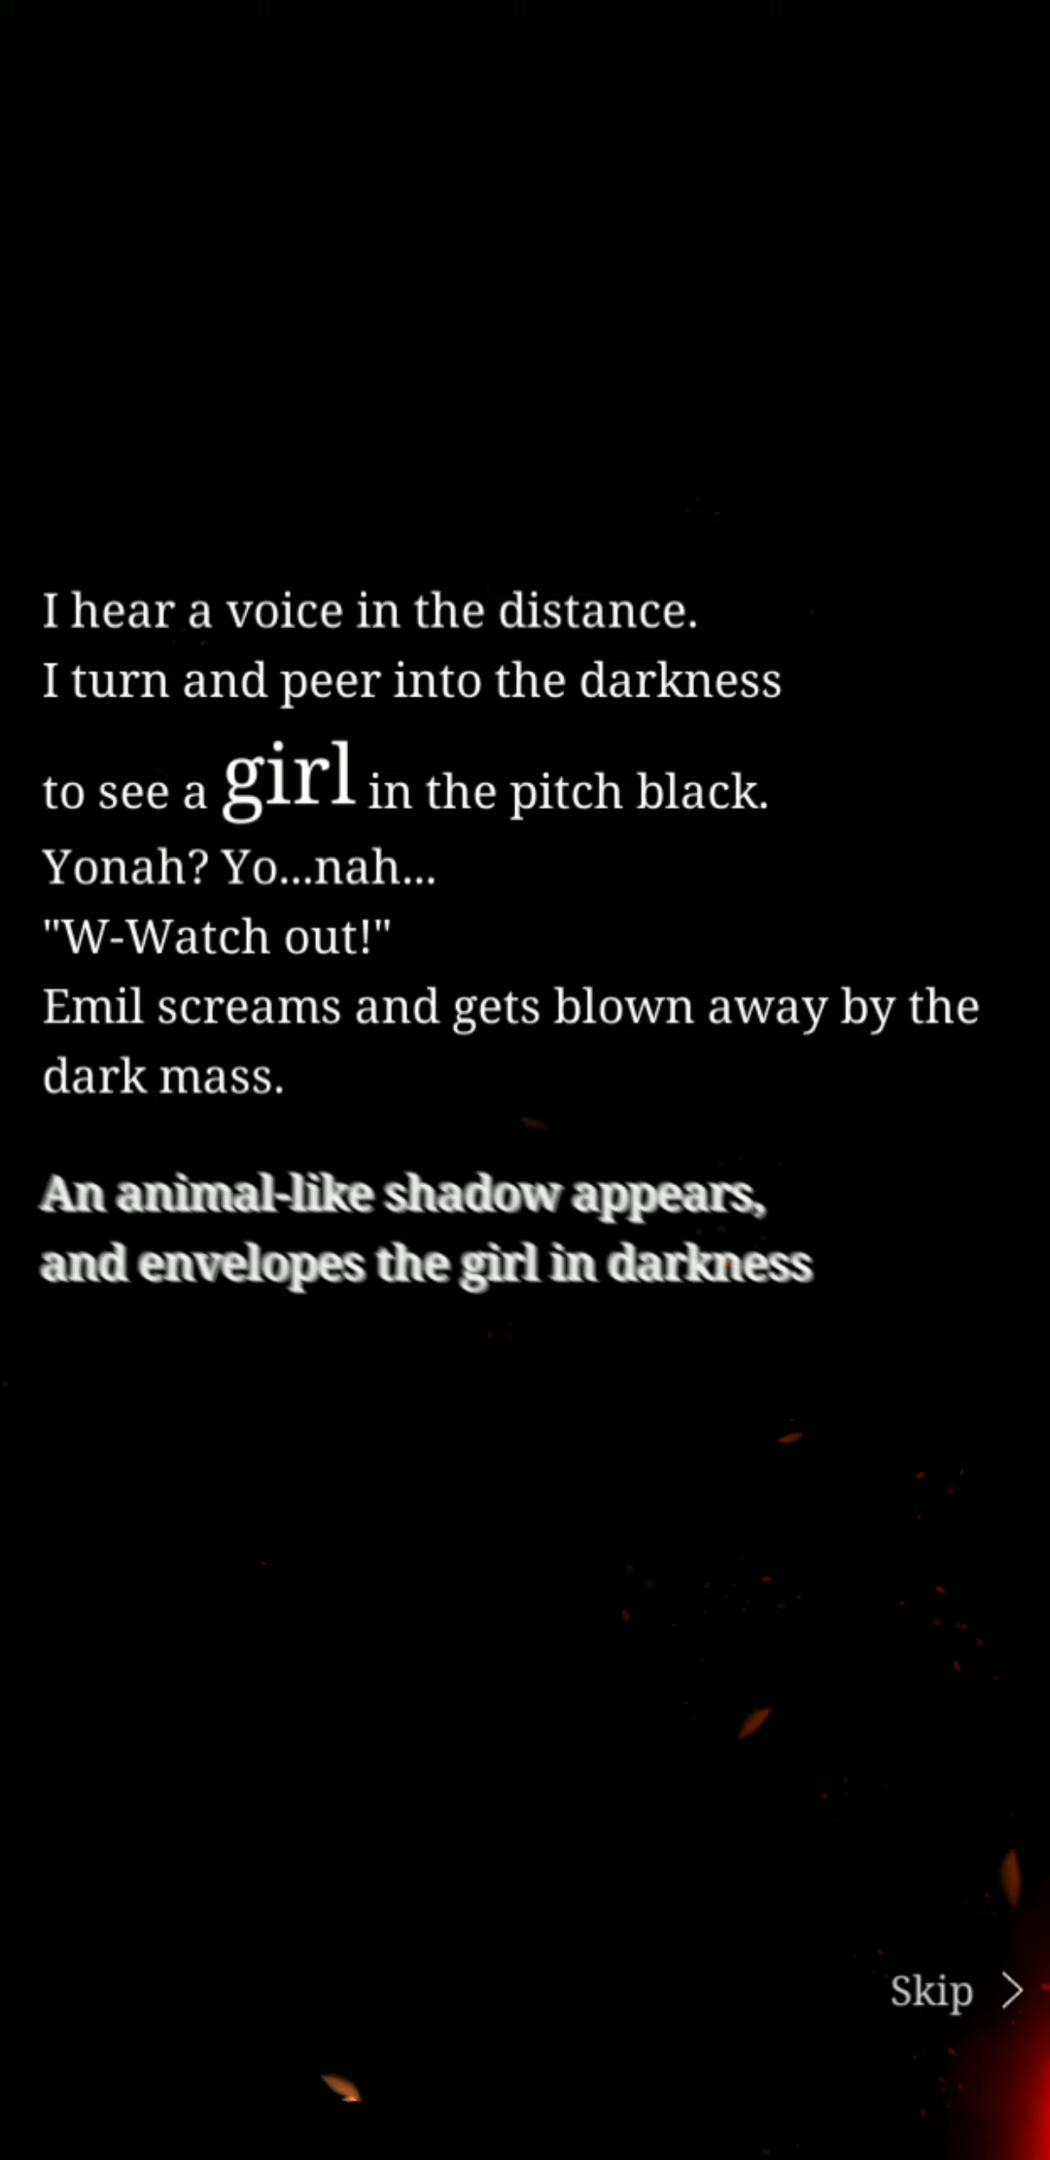 I hear a voice in the distance.
I turn and peer into the darkness
to see a girl in the pitch black.
Yonah? Yo...nah...
"W-Watch out!"
Emil screams and gets blown away by the
dark mass.
An animal-like shadow appears,
and envelopes the girl in darkness
Skip